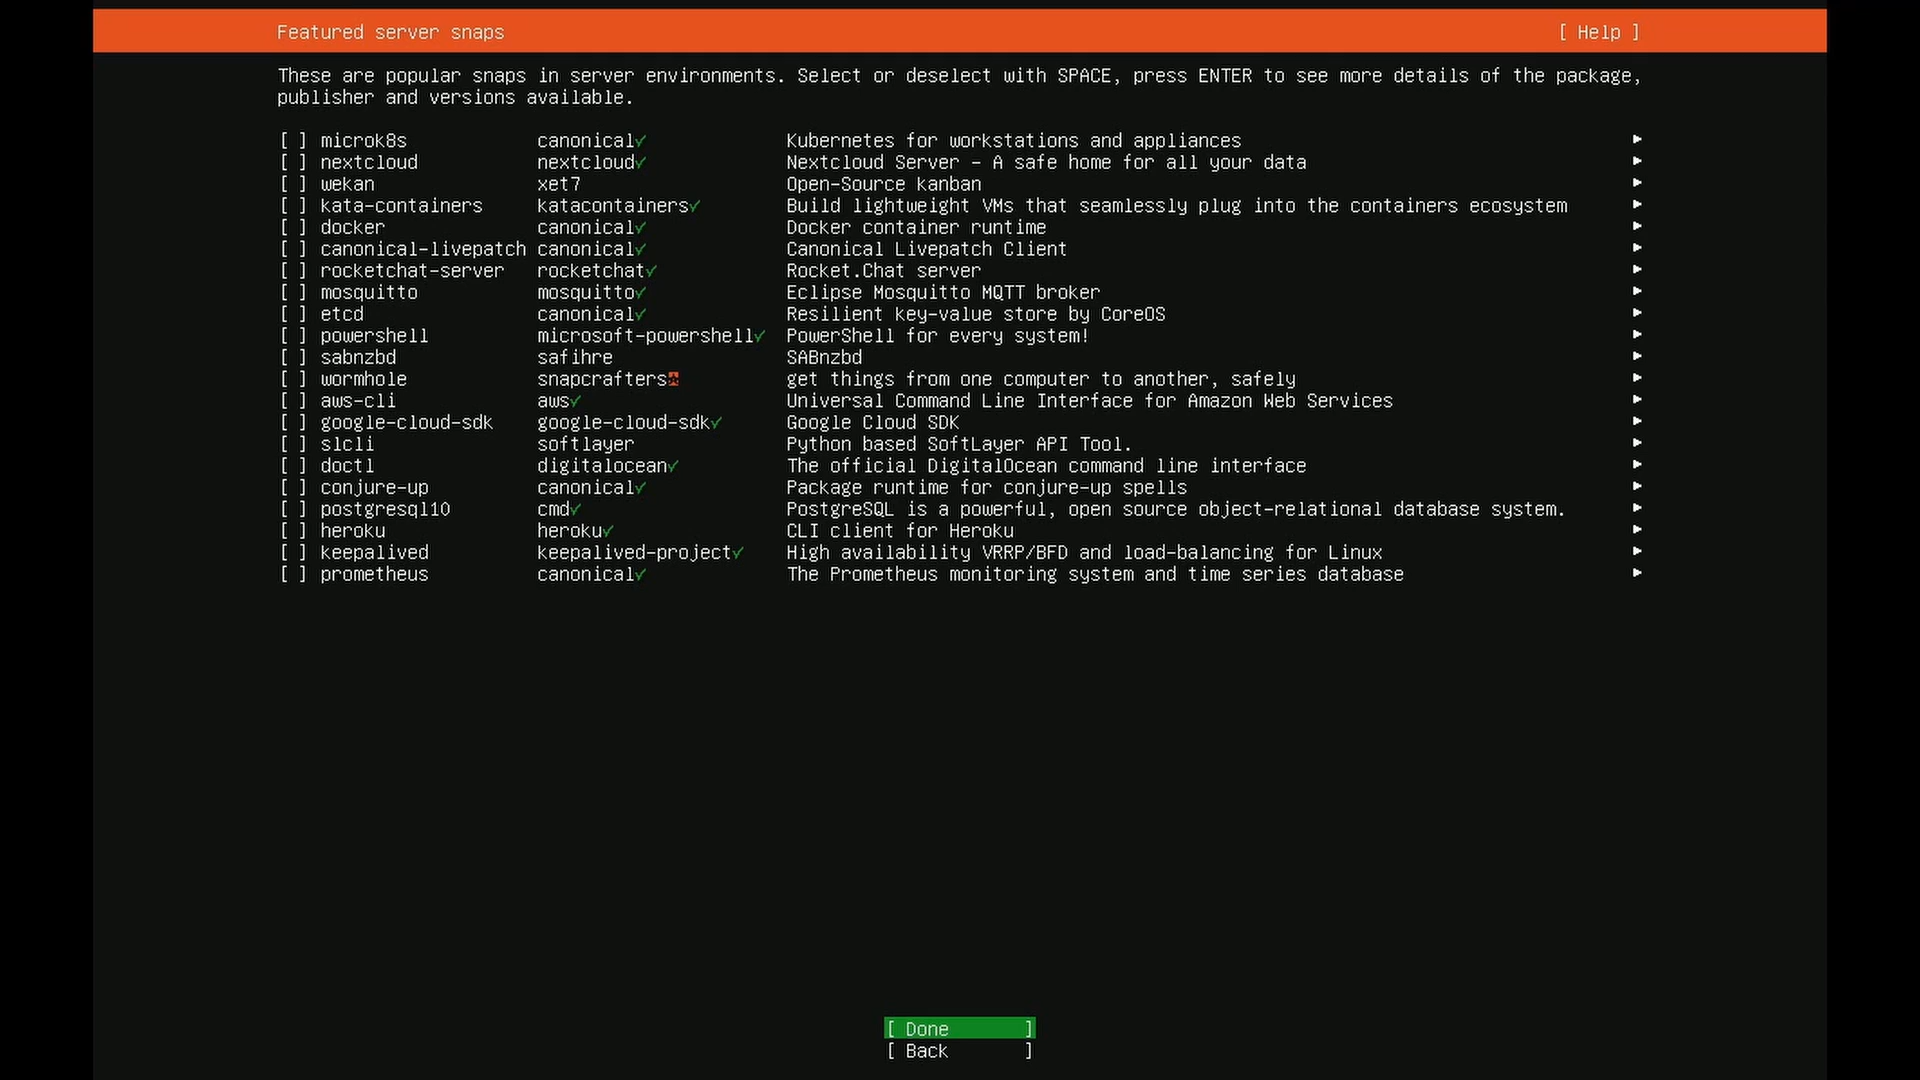 Featured server snaps [ Help ]
These are popular snaps in server environments. Select or deselect with SPACE, press ENTER to see more details of the package,
publisher and versions available.
[ ] microk8s canonical✓ Kubernetes for workstations and appliances ►
[ ] nextcloud nextcloud✓ Nextcloud Server - A safe home for all your data ►
[ ] wekan xet7 Open-Source kanban ►
[ ] kata-containers katacontainers✓ Build lightweight VMs that seamlessly plug into the containers ecosystem ►
[ ] docker canonical✓ Docker container runtime ►
[ ] canonical-livepatch canonical✓ Canonical Livepatch Client ►
[ ] rocketchat-server rocketchat✓ Rocket.Chat server ►
[ ] mosquitto mosquitto✓ Eclipse Mosquitto MQTT broker ►
[ ] etcd canonical✓ Resilient key-value store by CoreOS ►
[ ] powershell microsoft-powershell✓ PowerShell for every system! ►
[ ] sabnzbd safihre SABnzbd ►
[ ] wormhole snapcrafters★ get things from one computer to another, safely ►
[ ] aws-cli aws✓ Universal Command Line Interface for Amazon Web Services ►
[ ] google-cloud-sdk google-cloud-sdk✓ Google Cloud SDK ►
[ ] slcli softlayer Python based SoftLayer API Tool. ►
[ ] doctl digitalocean✓ The official DigitalOcean command line interface ►
[ ] conjure-up canonical✓ Package runtime for conjure-up spells ►
[ ] postgresql10 cmd✓ PostgreSQL is a powerful, open source object-relational database system. ►
[ ] heroku heroku✓ CLI client for Heroku ►
[ ] keepalived keepalived-project✓ High availability VRRP/BFD and load-balancing for Linux ►
[ ] prometheus canonical✓ The Prometheus monitoring system and time series database ►
[ Done ]
[ Back ]